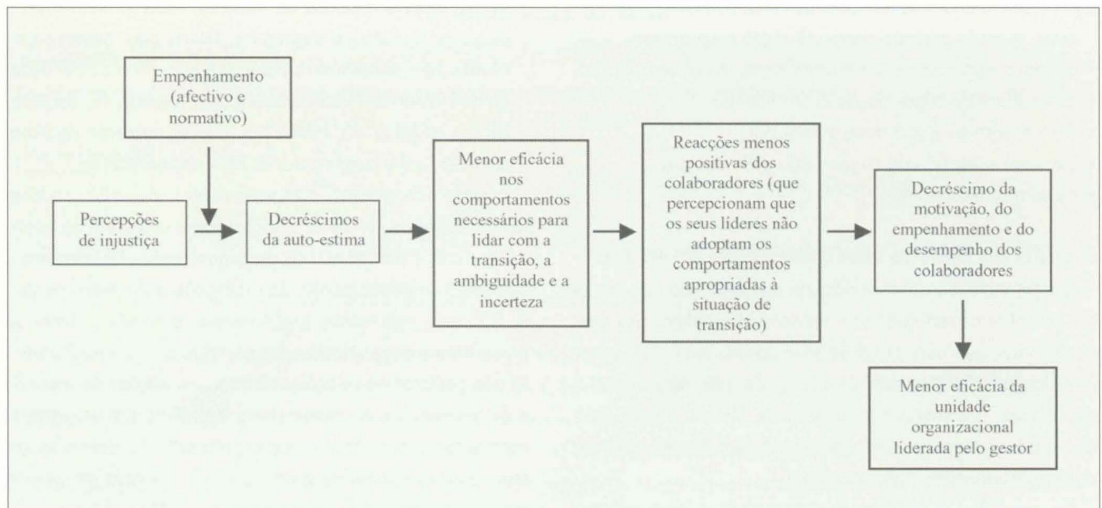 Empenhamento
(afectivo e
normativo)
Percepções
de injustiça
Decréscimos
da auto-estima
Menor eficácia
nos
comportamentos
necessários para
lidar com a
transição, a
ambiguidade e a
incerteza
Reacções menos
positivas dos
colaboradores (que
percepcionam que
os seus líderes não
adoptam os
comportamentos
apropriadas à
situação de
transição)
Decréscimo da
motivação, do
empenhamento e do
desempenho dos
colaboradores
Menor eficácia da
unidade
organizacional
liderada pelo gestor